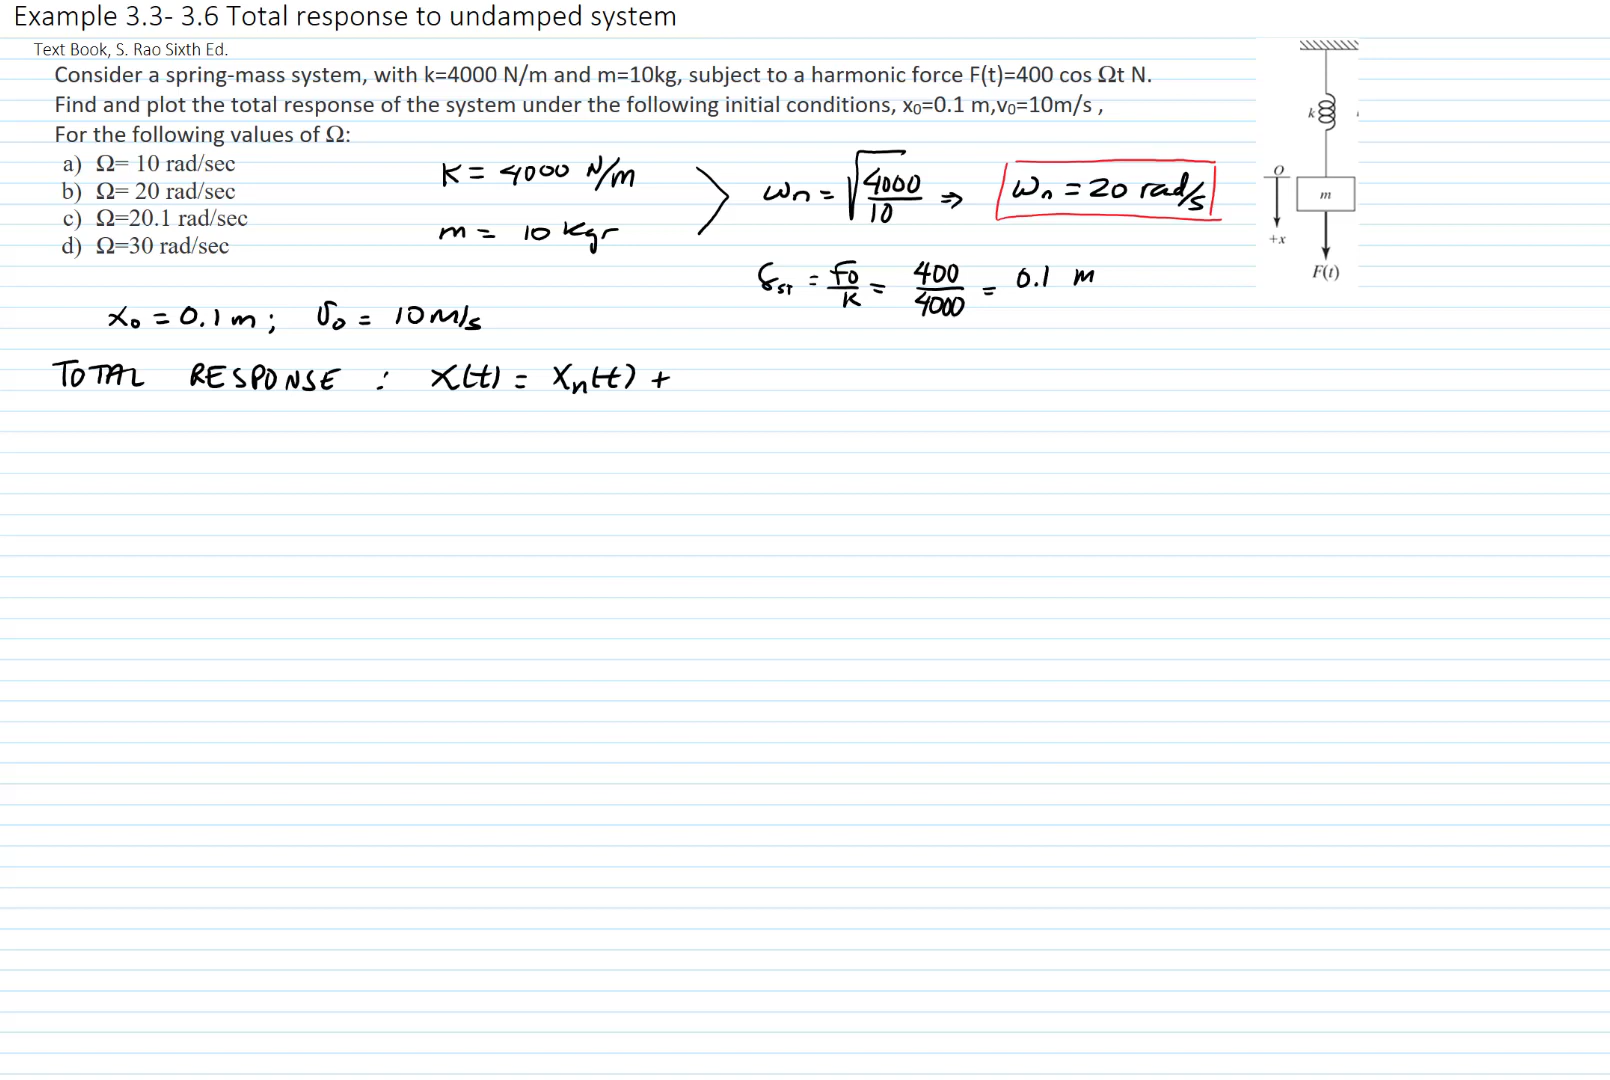 Example 3.3- 3.6 Total response to undamped system
Text Book, S. Rao Sixth Ed.
Consider a spring-mass system, with k=4000 N/m and m=10kg, subject to a harmonic force F(t)=400 cos Ωt N.
Find and plot the total response of the system under the following initial conditions, x₀=0.1 m,v₀=10m/s ,
For the following values of Ω:
a) Ω= 10 rad/sec
b) Ω= 20 rad/sec
c) Ω=20.1 rad/sec
d) Ω=30 rad/sec
K = 4000 N/m
m = 10 Kgr
ωn = √4000/10 ⇒ ωn = 20 rad/s
δST = F0/K = 400/4000 = 0.1 m
x₀ = 0.1 m ; v₀ = 10 m/s
TOTAL RESPONSE : X(t) = Xn(t) +
k
O
m
+x
F(t)